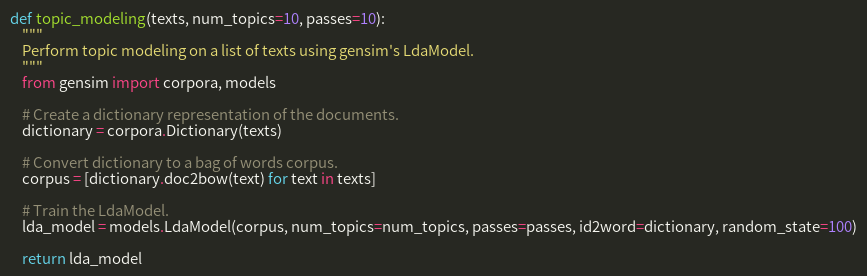 def topic_modeling(texts, num_topics=10, passes=10):
    """
    Perform topic modeling on a list of texts using gensim's LdaModel.
    """
    from gensim import corpora, models

    # Create a dictionary representation of the documents.
    dictionary = corpora.Dictionary(texts)

    # Convert dictionary to a bag of words corpus.
    corpus = [dictionary.doc2bow(text) for text in texts]

    # Train the LdaModel.
    lda_model = models.LdaModel(corpus, num_topics=num_topics, passes=passes, id2word=dictionary, random_state=100)

    return lda_model